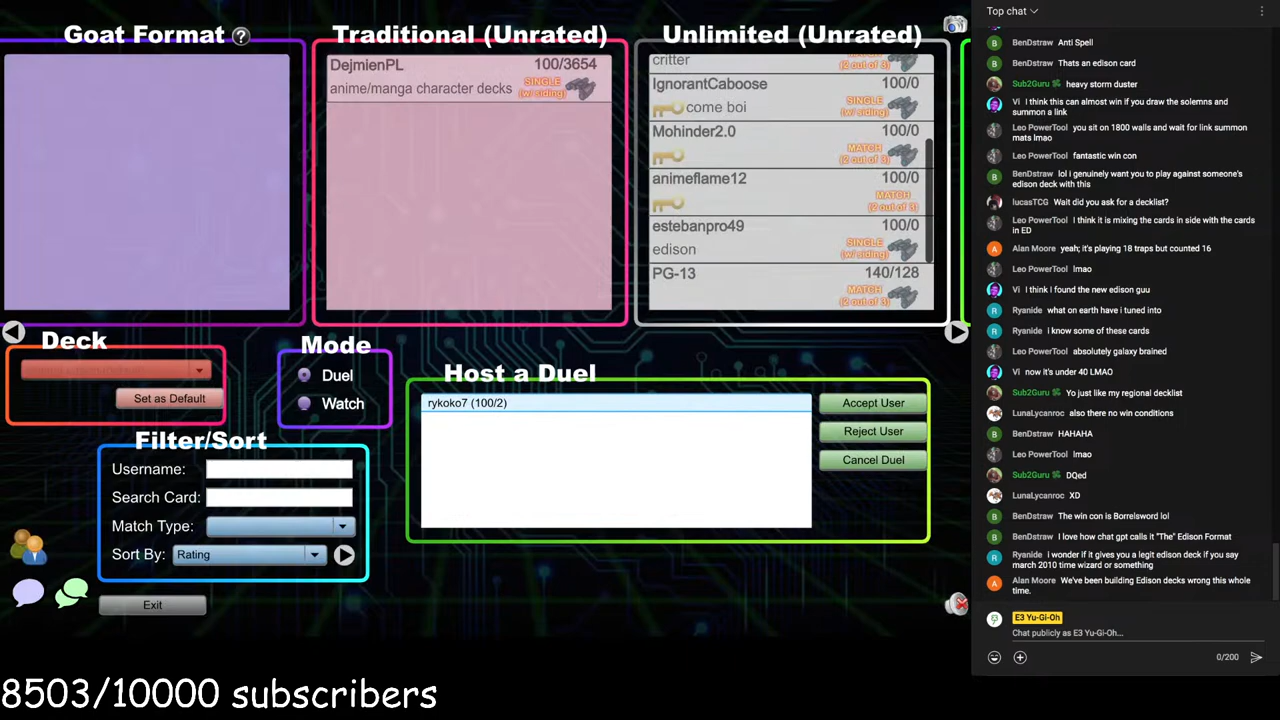 Goat Format ?
Traditional (Unrated)
DejmienPL 100/3654
anime/manga character decks SINGLE
(w/ siding)
Unlimited (Unrated)
critter (2 out of 3)
IgnorantCaboose 100/0
come boi SINGLE
(w/ siding)
Mohinder2.0 100/0
MATCH
(2 out of 3)
animeflame12 100/0
MATCH
(2 out of 3)
estebanpro49 100/0
edison SINGLE
(w/ siding)
PG-13 140/128
MATCH
(2 out of 3)
Deck
Set as Default
Mode
Duel
Watch
Host a Duel
rykoko7 (100/2)
Accept User
Reject User
Cancel Duel
Filter/Sort
Username:
Search Card:
Match Type:
Sort By: Rating
Exit
8503/10000 subscribers
Top chat
B BenDstraw Anti Spell
B BenDstraw Thats an edison card
Sub2Guru heavy storm duster
Vi I think this can almost win if you draw the solemns and
summon a link
Leo PowerTool you sit on 1800 walls and wait for link summon
mats lmao
Leo PowerTool fantastic win con
B BenDstraw lol i genuinely want you to play against someone's
edison deck with this
lucasTCG Wait did you ask for a decklist?
Leo PowerTool I think it is mixing the cards in side with the cards
in ED
A Alan Moore yeah; it's playing 18 traps but counted 16
Leo PowerTool lmao
Vi I think I found the new edison guu
R Ryanide what on earth have i tuned into
R Ryanide i know some of these cards
Leo PowerTool absolutely galaxy brained
Vi now it's under 40 LMAO
Sub2Guru Yo just like my regional decklist
LunaLycanroc also there no win conditions
B BenDstraw HAHAHA
Leo PowerTool lmao
Sub2Guru DQed
LunaLycanroc XD
B BenDstraw The win con is Borrelsword lol
B BenDstraw I love how chat gpt calls it "The" Edison Format
R Ryanide i wonder if it gives you a legit edison deck if you say
march 2010 time wizard or something
A Alan Moore We've been building Edison decks wrong this whole
time.
E3 Yu-Gi-Oh
Chat publicly as E3 Yu-Gi-Oh...
0/200